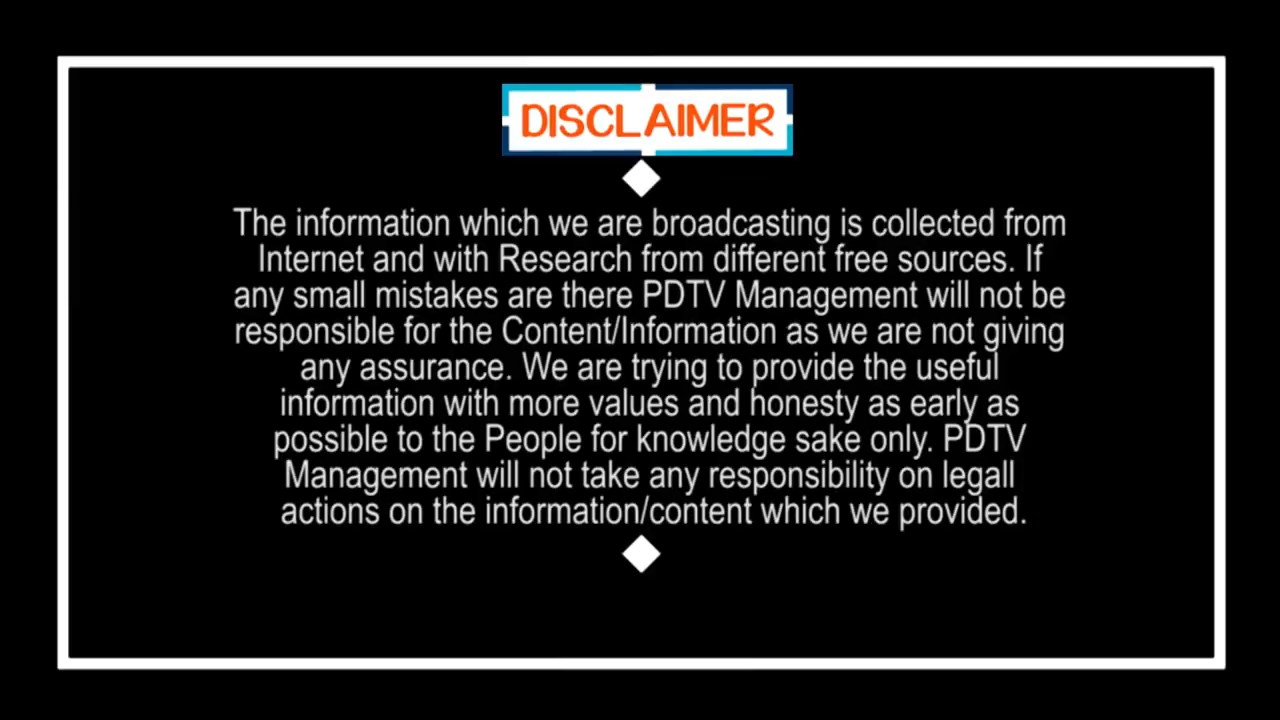 DISCLAIMER
The information which we are broadcasting is collected from
Internet and with Research from different free sources. If
any small mistakes are there PDTV Management will not be
responsible for the Content/Information as we are not giving
any assurance. We are trying to provide the useful
information with more values and honesty as early as
possible to the People for knowledge sake only. PDTV
Management will not take any responsibility on legall
actions on the information/content which we provided.